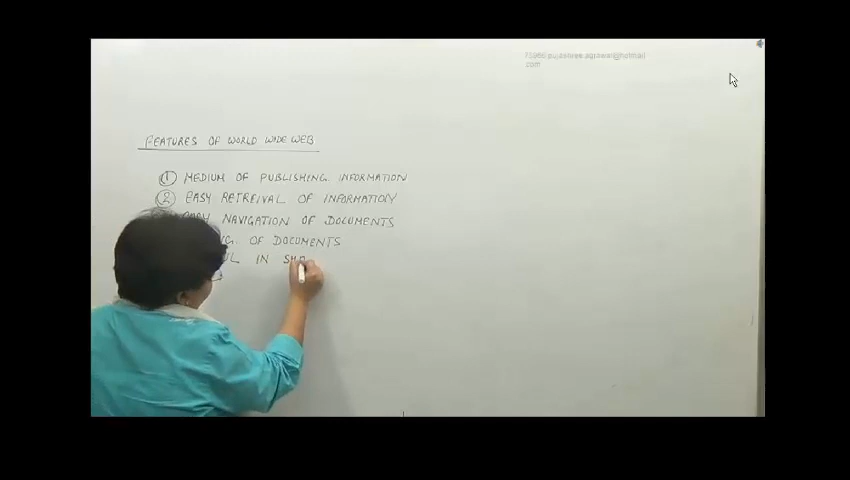 com
FEATURES OF WORLD WIDE WEB
1 MEDIUM OF PUBLISHING INFORMATION
2 EASY RETREIVAL OF INFORMATION
NAVIGATION OF DOCUMENTS
OF DOCUMENTS
IN